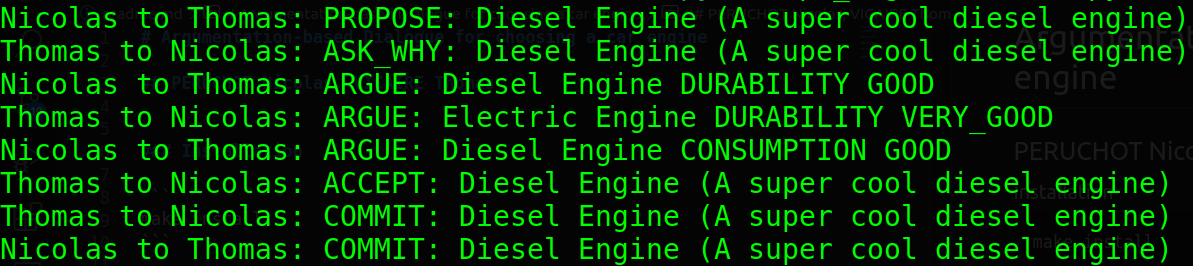 Nicolas to Thomas: PROPOSE: Diesel Engine (A super cool diesel engine)
Thomas to Nicolas: ASK_WHY: Diesel Engine (A super cool diesel engine)
Nicolas to Thomas: ARGUE: Diesel Engine DURABILITY GOOD
Thomas to Nicolas: ARGUE: Electric Engine DURABILITY VERY_GOOD
Nicolas to Thomas: ARGUE: Diesel Engine CONSUMPTION GOOD
Thomas to Nicolas: ACCEPT: Diesel Engine (A super cool diesel engine)
Thomas to Nicolas: COMMIT: Diesel Engine (A super cool diesel engine)
Nicolas to Thomas: COMMIT: Diesel Engine (A super cool diesel engine)
engine